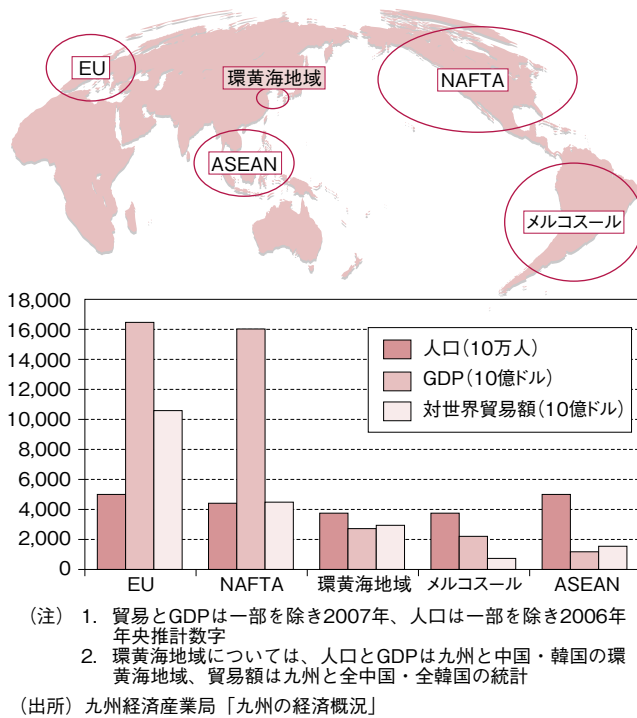 EU
環黄海地域
NAFTA
ASEAN
メルコスール
18,000
16,000
14,000
12,000
10,000
8,000
6,000
4,000
2,000
0
人口(10万人)
GDP(10億ドル)
対世界貿易額(10億ドル)
EU
NAFTA
環黄海地域
メルコスール
ASEAN
(注) 1. 貿易とGDPは一部を除き2007年、人口は一部を除き2006年
年央推計数字
2. 環黄海地域については、人口とGDPは九州と中国・韓国の環
黄海地域、貿易額は九州と全中国・全韓国の統計
(出所)九州経済産業局「九州の経済概況」